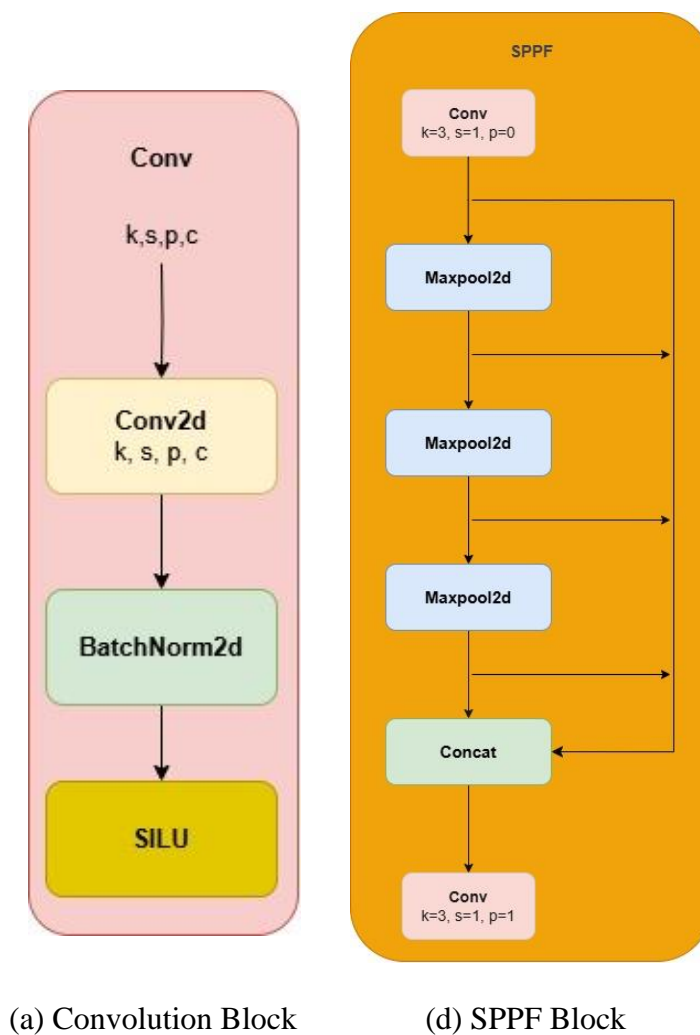 Conv
k,s,p,c
Conv2d
k, s, p, c
BatchNorm2d
SILU
(a) Convolution Block
SPPF
Conv
k=3, s=1, p=0
Maxpool2d
Maxpool2d
Maxpool2d
Concat
Conv
k=3, s=1, p=1
(d) SPPF Block